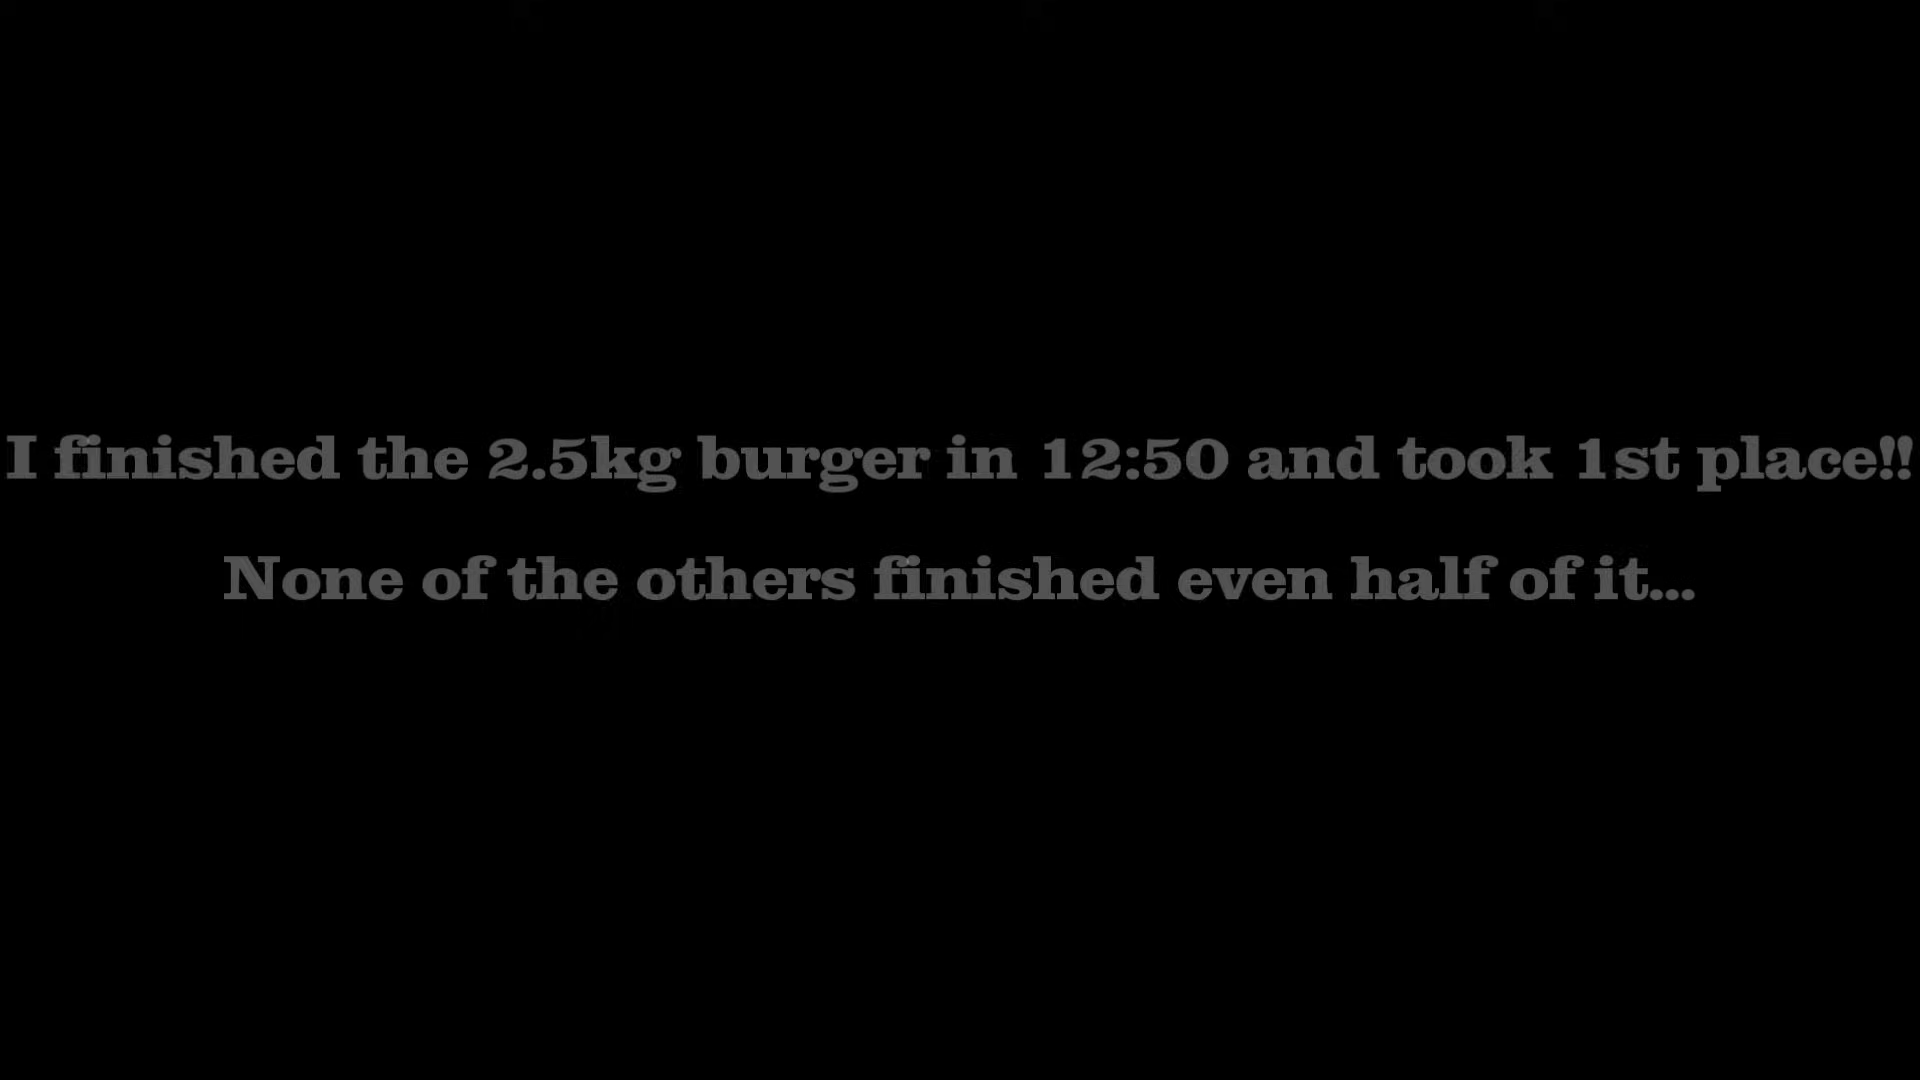 I finished the 2.5kg burger in 12:50 and took 1st place!!
None of the others finished even half of it...